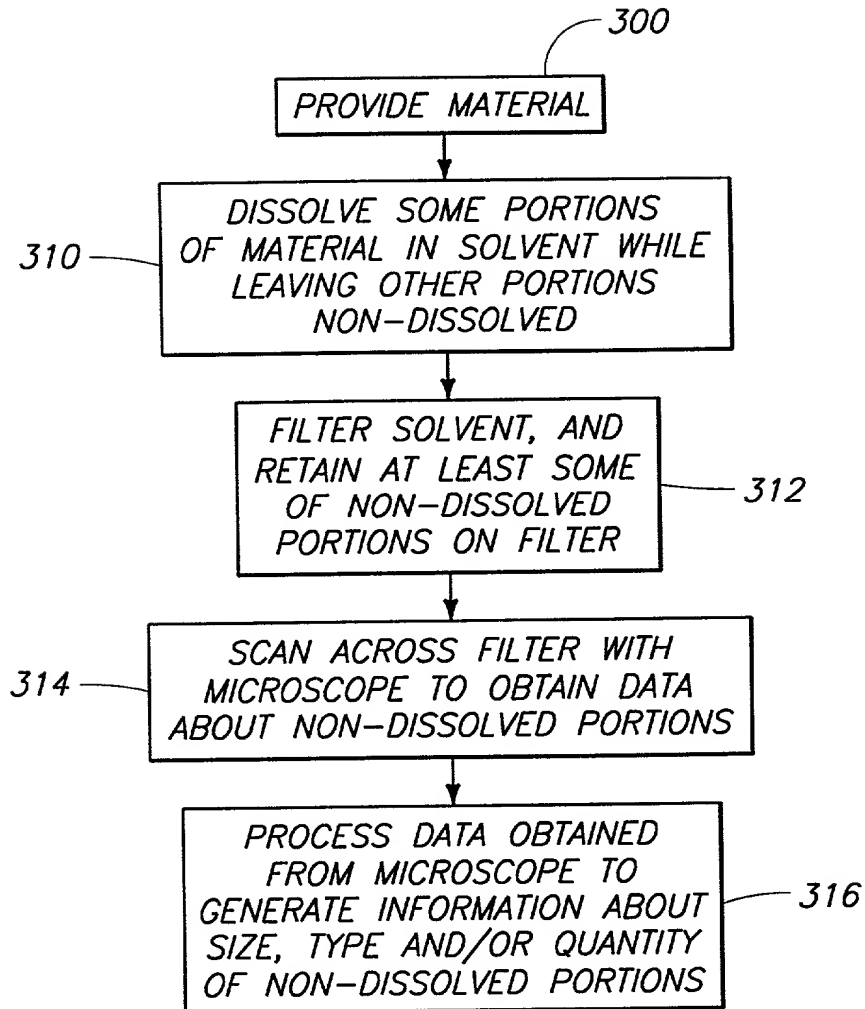 300
PROVIDE MATERIAL
310
DISSOLVE SOME PORTIONS
OF MATERIAL IN SOLVENT WHILE
LEAVING OTHER PORTIONS
NON-DISSOLVED
FILTER SOLVENT, AND
RETAIN AT LEAST SOME
OF NON-DISSOLVED
PORTIONS ON FILTER
312
314
SCAN ACROSS FILTER WITH
MICROSCOPE TO OBTAIN DATA
ABOUT NON-DISSOLVED PORTIONS
PROCESS DATA OBTAINED
FROM MICROSCOPE TO
GENERATE INFORMATION ABOUT
SIZE, TYPE AND/OR QUANTITY
OF NON-DISSOLVED PORTIONS
316